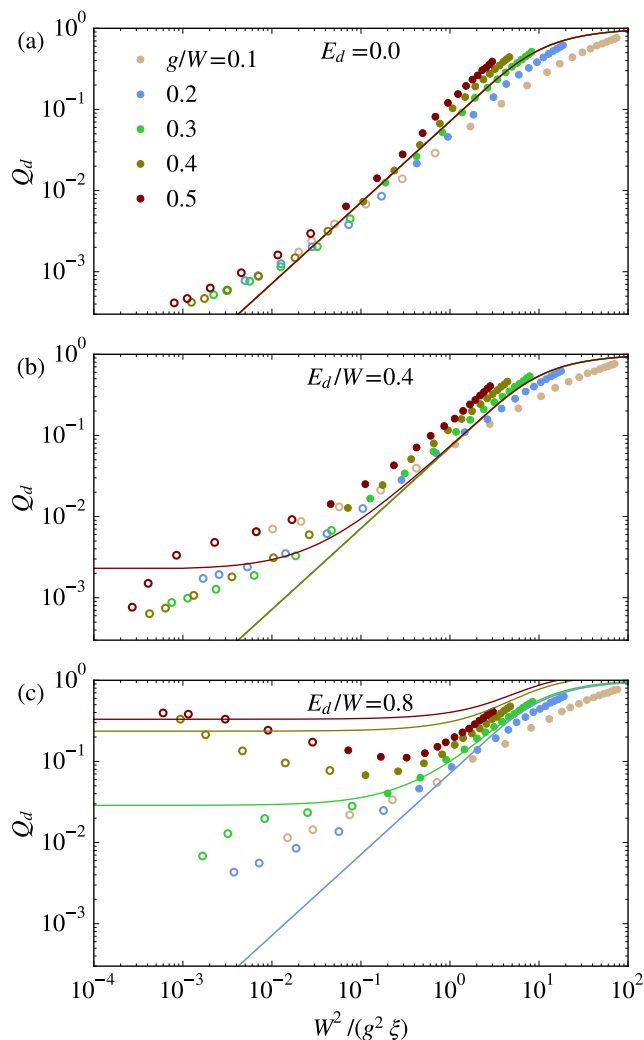 (a)
E_d = 0.0
g/W=0.1
0.2
0.3
0.4
0.5
10^0
10^{-1}
10^{-2}
10^{-3}
Q_d
(b)
E_d/W=0.4
10^0
10^{-1}
10^{-2}
10^{-3}
10^{-4}
Q_d
(c)
E_d/W=0.8
10^0
10^{-1}
10^{-2}
10^{-3}
Q_d
10^{-4} 10^{-3} 10^{-2} 10^{-1} 10^0 10^1 10^2
W^2/(g^2 ξ)